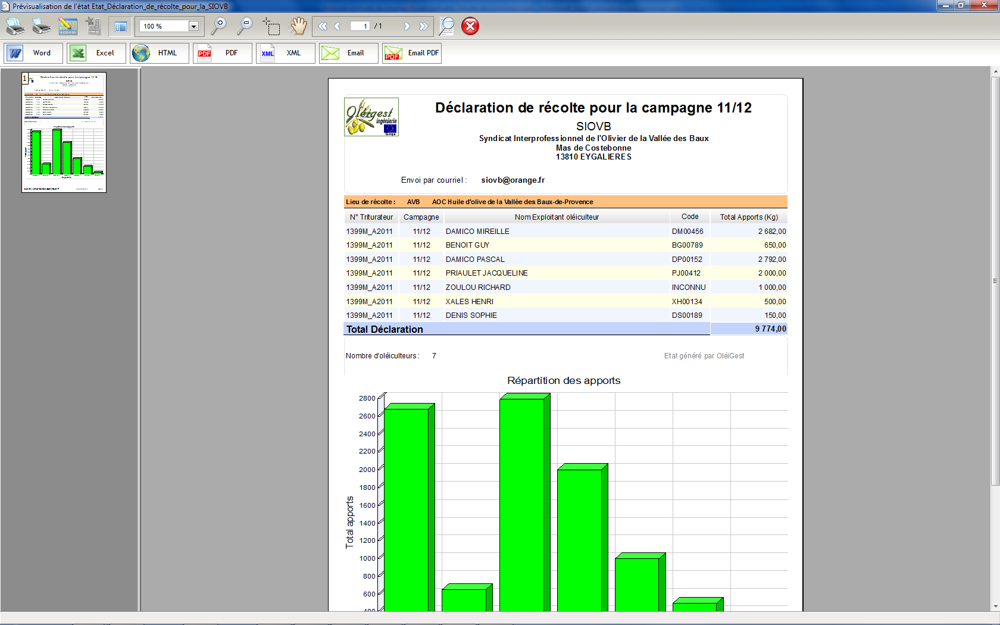 Prévisualisation de l'état Etat_Déclaration_de_récolte_pour_la_SIOVB
100 %
1 / 1
Word Excel HTML PDF PDF XML XML Email PDF Email PDF
1
Oléigest
ingénierie
Europe
Déclaration de récolte pour la campagne 11/12
SIOVB
Syndicat Interprofessionnel de l'Olivier de la Vallée des Baux
Mas de Costebonne
13810 EYGALIERES
Envoi par courriel : siovb@orange.fr
Lieu de récolte : AVB AOC Huile d'olive de la Vallée des Baux-de-Provence
N° Triturateur Campagne Nom Exploitant oléiculteur Code Total Apports (Kg)
1399M_A2011 11/12 DAMICO MIREILLE DM00456 2 682,00
1399M_A2011 11/12 BENOIT GUY BG00789 650,00
1399M_A2011 11/12 DAMICO PASCAL DP00152 2 792,00
1399M_A2011 11/12 PRIAULET JACQUELINE PJ00412 2 000,00
1399M_A2011 11/12 ZOULOU RICHARD INCONNU 1 000,00
1399M_A2011 11/12 XALES HENRI XH00134 500,00
1399M_A2011 11/12 DENIS SOPHIE DS00189 150,00
Total Déclaration 9 774,00
Nombre d'oléiculteurs : 7 Etat généré par OléiGest
Répartition des apports
Total apports
2800
2600
2400
2200
2000
1800
1600
1400
1200
1000
800
600
400